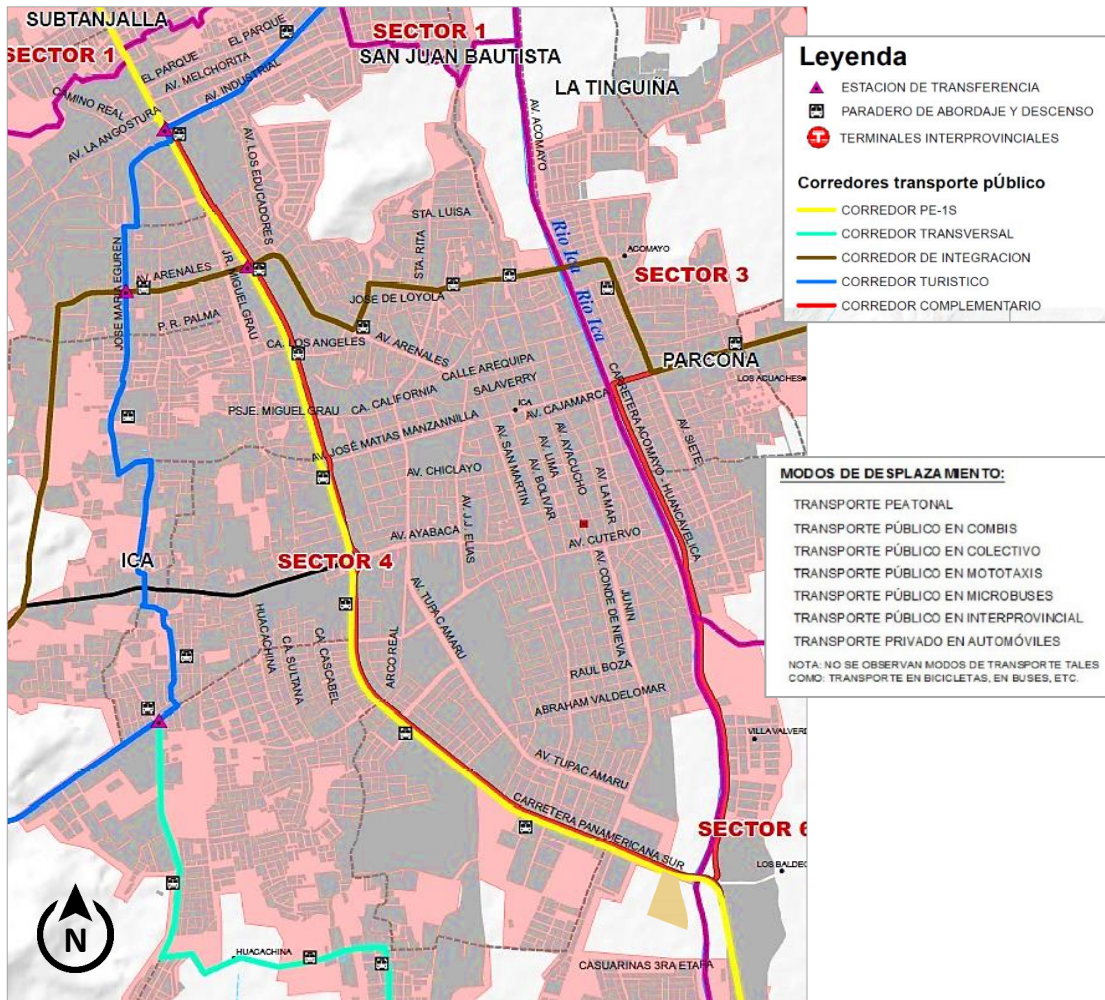 SUBTANJALLA
SECTOR 1
EL PARQUE
EL PARQUE
AV. MELCHORITA
AV. INDUSTRIAL
CAMINO REAL
AV. LA ANGOSTURA
SECTOR 1
SAN JUAN BAUTISTA
LA TINGUIÑA
AV. ACOMAYO
AV. LOS EDUCADORES
STA. LUISA
STA. RITA
Río Ica
Río Ica
ACOMAYO
SECTOR 3
JOSE MARIA EGUREN
AV. ARENALES
JR. MIGUEL GRAU
JOSE DE LOYOLA
P. R. PALMA
CA. LOS ANGELES
AV. ARENALES
CALLE AREQUIPA
SALAVERRY
PARCONA
LOS AGUACHES
PSJE. MIGUEL GRAU
CA. CALIFORNIA
ICA
AV. CAJAMARCA
CARRETERA ACOMAYO - HUANCAVELICA
AV. SIETE
AV. JOSÉ MATIAS MANZANNILLA
AV. SAN MARTIN
AV. LIMA
AV. BOLIVAR
AV. AYACUCHO
AV. LA MAR
AV. CHICLAYO
AV. J.J. ELIAS
AV. AYABACA
AV. CUTERVO
ICA
SECTOR 4
AV. CONDE DE NIEVA
JUNIN
AV. TUPAC AMARU
HUACACHINA
CA. SULTANA
CA. CASCABEL
ARCO REAL
RAUL BOZA
ABRAHAM VALDELOMAR
AV. TUPAC AMARU
VILLA VALVERD
CARRETERA PANAMERICANA SUR
SECTOR 6
LOS BALDEC
N
HUACACHINA
CASUARINAS 3RA ETAPA
Leyenda
ESTACION DE TRANSFERENCIA
PARADERO DE ABORDAJE Y DESCENSO
T TERMINALES INTERPROVINCIALES
Corredores transporte pÚblico
CORREDOR PE-1S
CORREDOR TRANSVERSAL
CORREDOR DE INTEGRACION
CORREDOR TURISTICO
CORREDOR COMPLEMENTARIO
MODOS DE DESPLAZAMIENTO:
TRANSPORTE PEATONAL
TRANSPORTE PÚBLICO EN COMBIS
TRANSPORTE PÚBLICO EN COLECTIVO
TRANSPORTE PÚBLICO EN MOTOTAXIS
TRANSPORTE PÚBLICO EN MICROBUSES
TRANSPORTE PÚBLICO EN INTERPROVINCIAL
TRANSPORTE PRIVADO EN AUTOMÓVILES
NOTA: NO SE OBSERVAN MODOS DE TRANSPORTE TALES
COMO: TRANSPORTE EN BICICLETAS, EN BUSES, ETC.